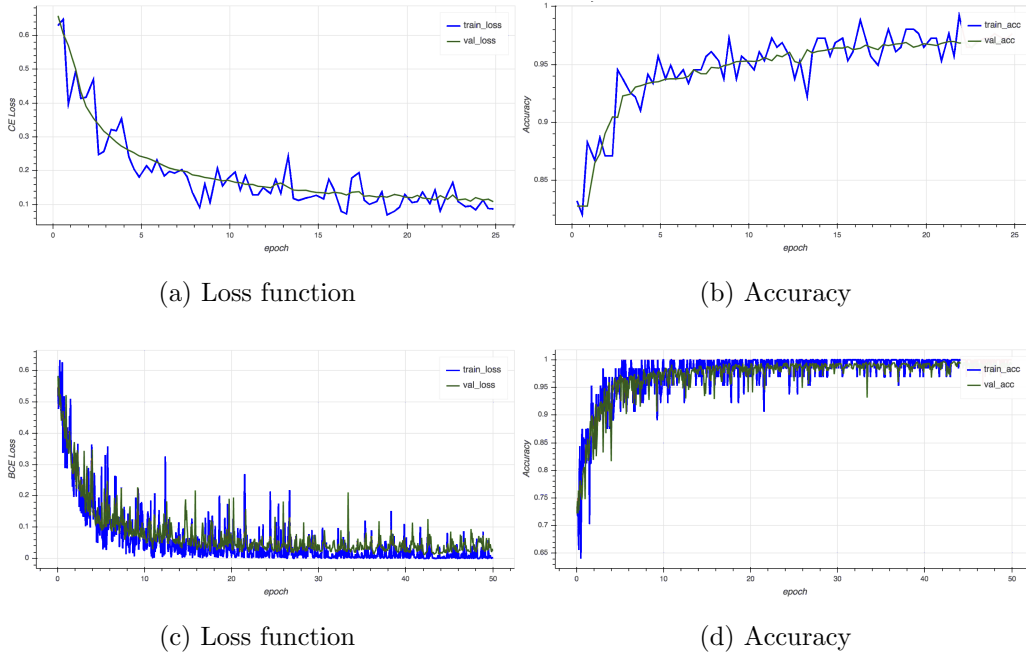 0.6
0.5
0.4
0.3
0.2
0.1
CE Loss
0
5
10
15
20
25
epoch
train_loss
val_loss
(a) Loss function
1
0.95
0.9
0.85
Accuracy
0
5
10
15
20
25
epoch
train_acc
val_acc
(b) Accuracy
0.6
0.5
0.4
0.3
0.2
0.1
0
BCE Loss
0
10
20
30
40
50
epoch
train_loss
val_loss
(c) Loss function
1
0.95
0.9
0.85
0.8
0.75
0.7
0.65
Accuracy
0
10
20
30
40
50
epoch
train_acc
val_acc
(d) Accuracy